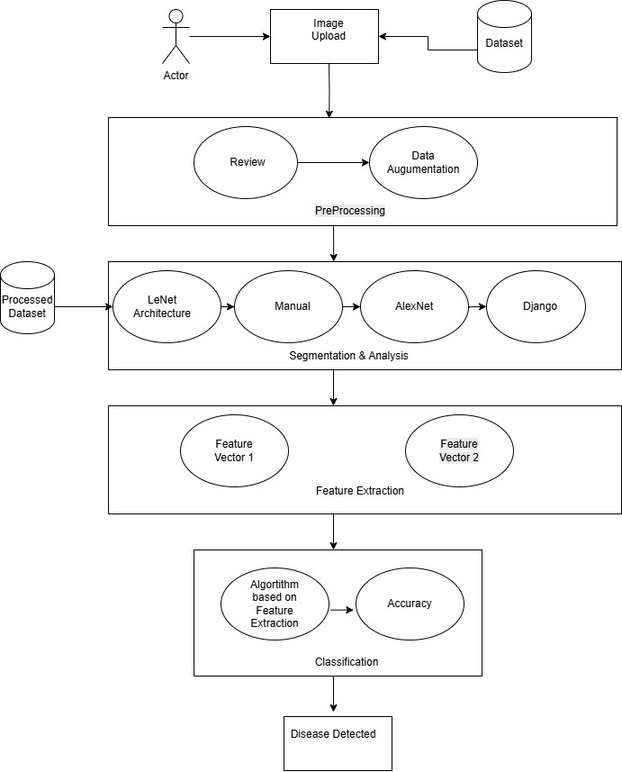 Image
Upload
Dataset
Actor
Review
Data
Augumentation
PreProcessing
Processed
Dataset
LeNet
Architecture
Manual
AlexNet
Django
Segmentation & Analysis
Feature
Vector 1
Feature
Vector 2
Feature Extraction
Algortithm
based on
Feature
Extraction
Accuracy
Classification
Disease Detected